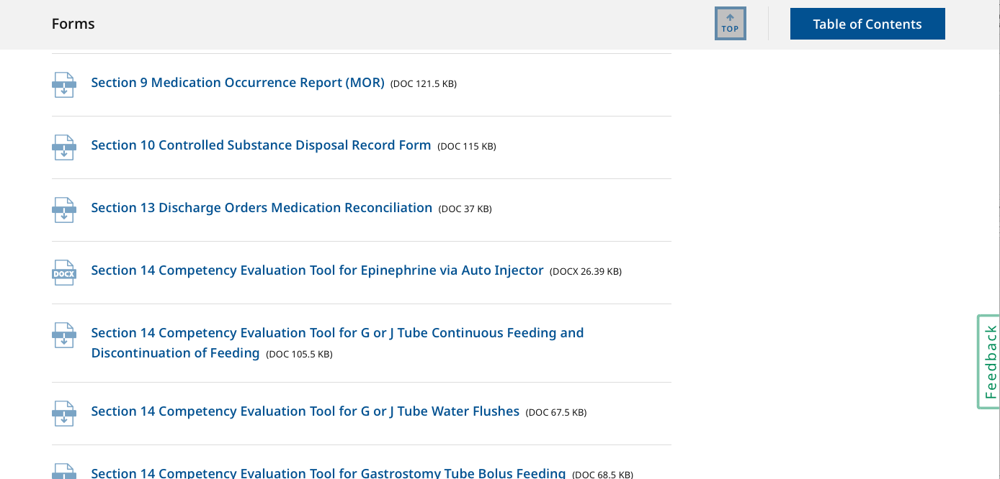 Forms
TOP
Table of Contents
Section 9 Medication Occurrence Report (MOR) (DOC 121.5 KB)
Section 10 Controlled Substance Disposal Record Form (DOC 115 KB)
Section 13 Discharge Orders Medication Reconciliation (DOC 37 KB)
DOCX
Section 14 Competency Evaluation Tool for Epinephrine via Auto Injector (DOCX 26.39 KB)
Section 14 Competency Evaluation Tool for G or J Tube Continuous Feeding and
Discontinuation of Feeding (DOC 105.5 KB)
Section 14 Competency Evaluation Tool for G or J Tube Water Flushes (DOC 67.5 KB)
Section 14 Competency Evaluation Tool for Gastrostomy Tube Bolus Feeding (DOC 68.5 KB)
Feedback